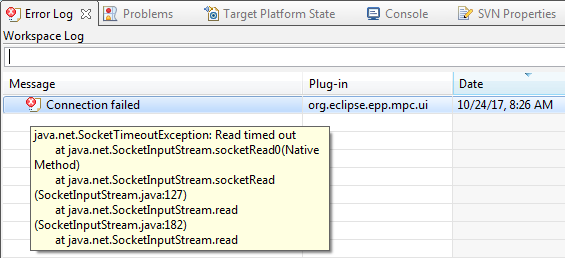 Error Log Problems Target Platform State Console SVN Properties
Workspace Log
Message Plug-in Date
Connection failed org.eclipse.epp.mpc.ui 10/24/17, 8:26 AM
java.net.SocketTimeoutException: Read timed out
at java.net.SocketInputStream.socketRead0(Native
Method)
at java.net.SocketInputStream.socketRead
(SocketInputStream.java:127)
at java.net.SocketInputStream.read
(SocketInputStream.java:182)
at java.net.SocketInputStream.read